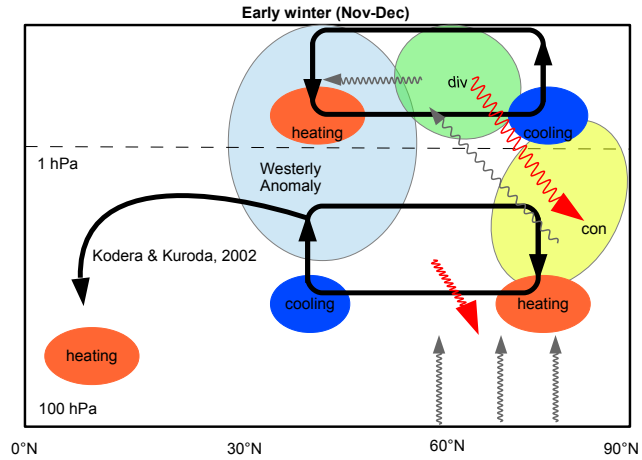 Early winter (Nov-Dec)
div
heating
cooling
1 hPa
Westerly
Anomaly
con
Kodera & Kuroda, 2002
cooling
heating
heating
100 hPa
0°N
30°N
60°N
90°N